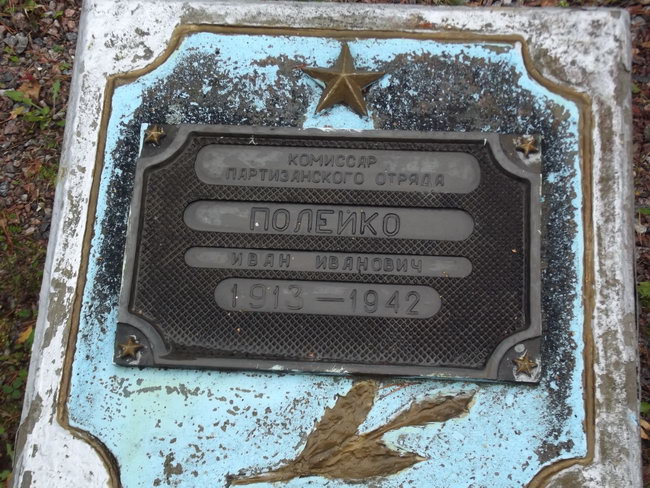 КОМИССАР
ПАРТИЗАНСКОГО ОТРЯДА
ПОЛЕЙКО
ИВАН ИВАНОВИЧ
1913—1942